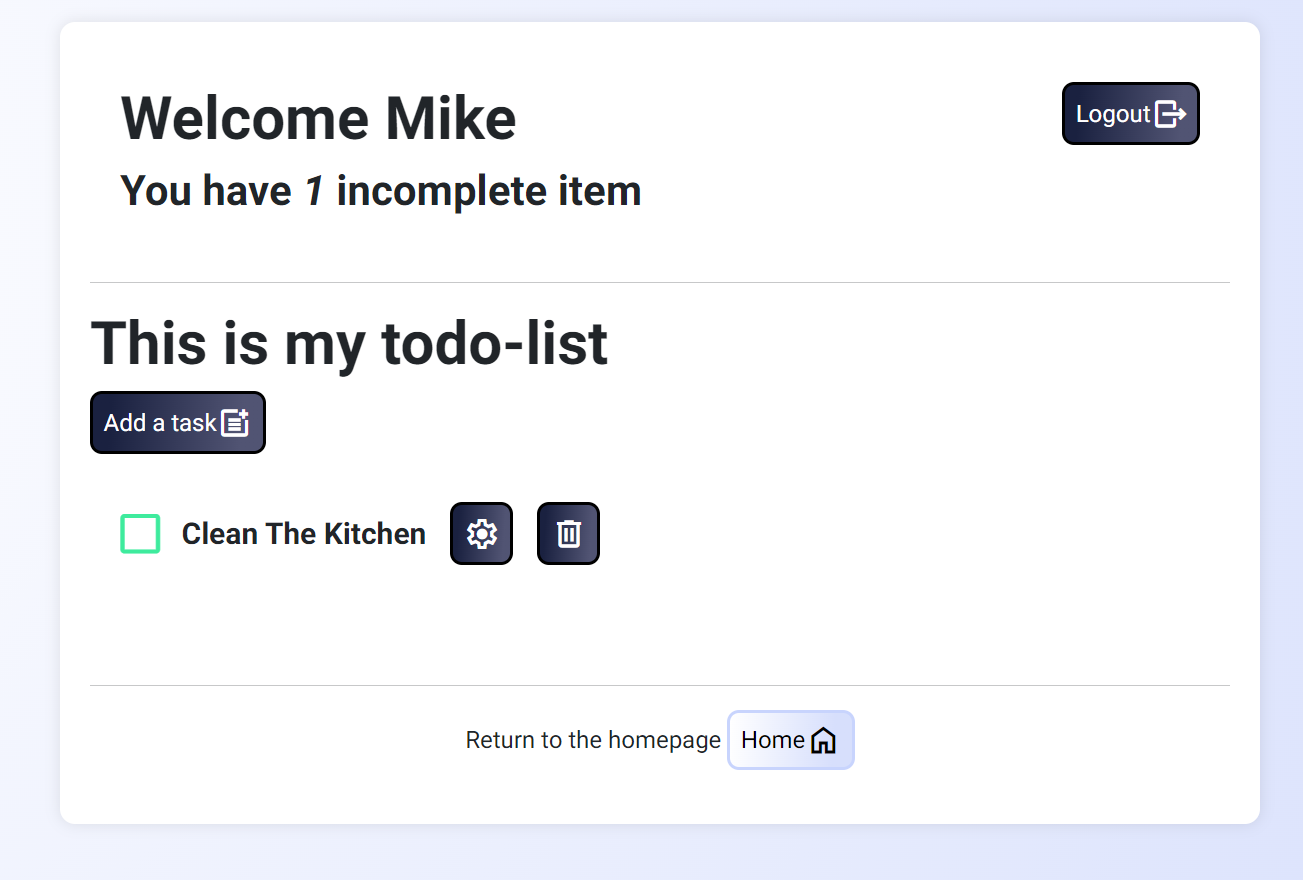 Welcome Mike
Logout
You have 1 incomplete item
This is my todo-list
Add a task
Clean The Kitchen
Return to the homepage Home